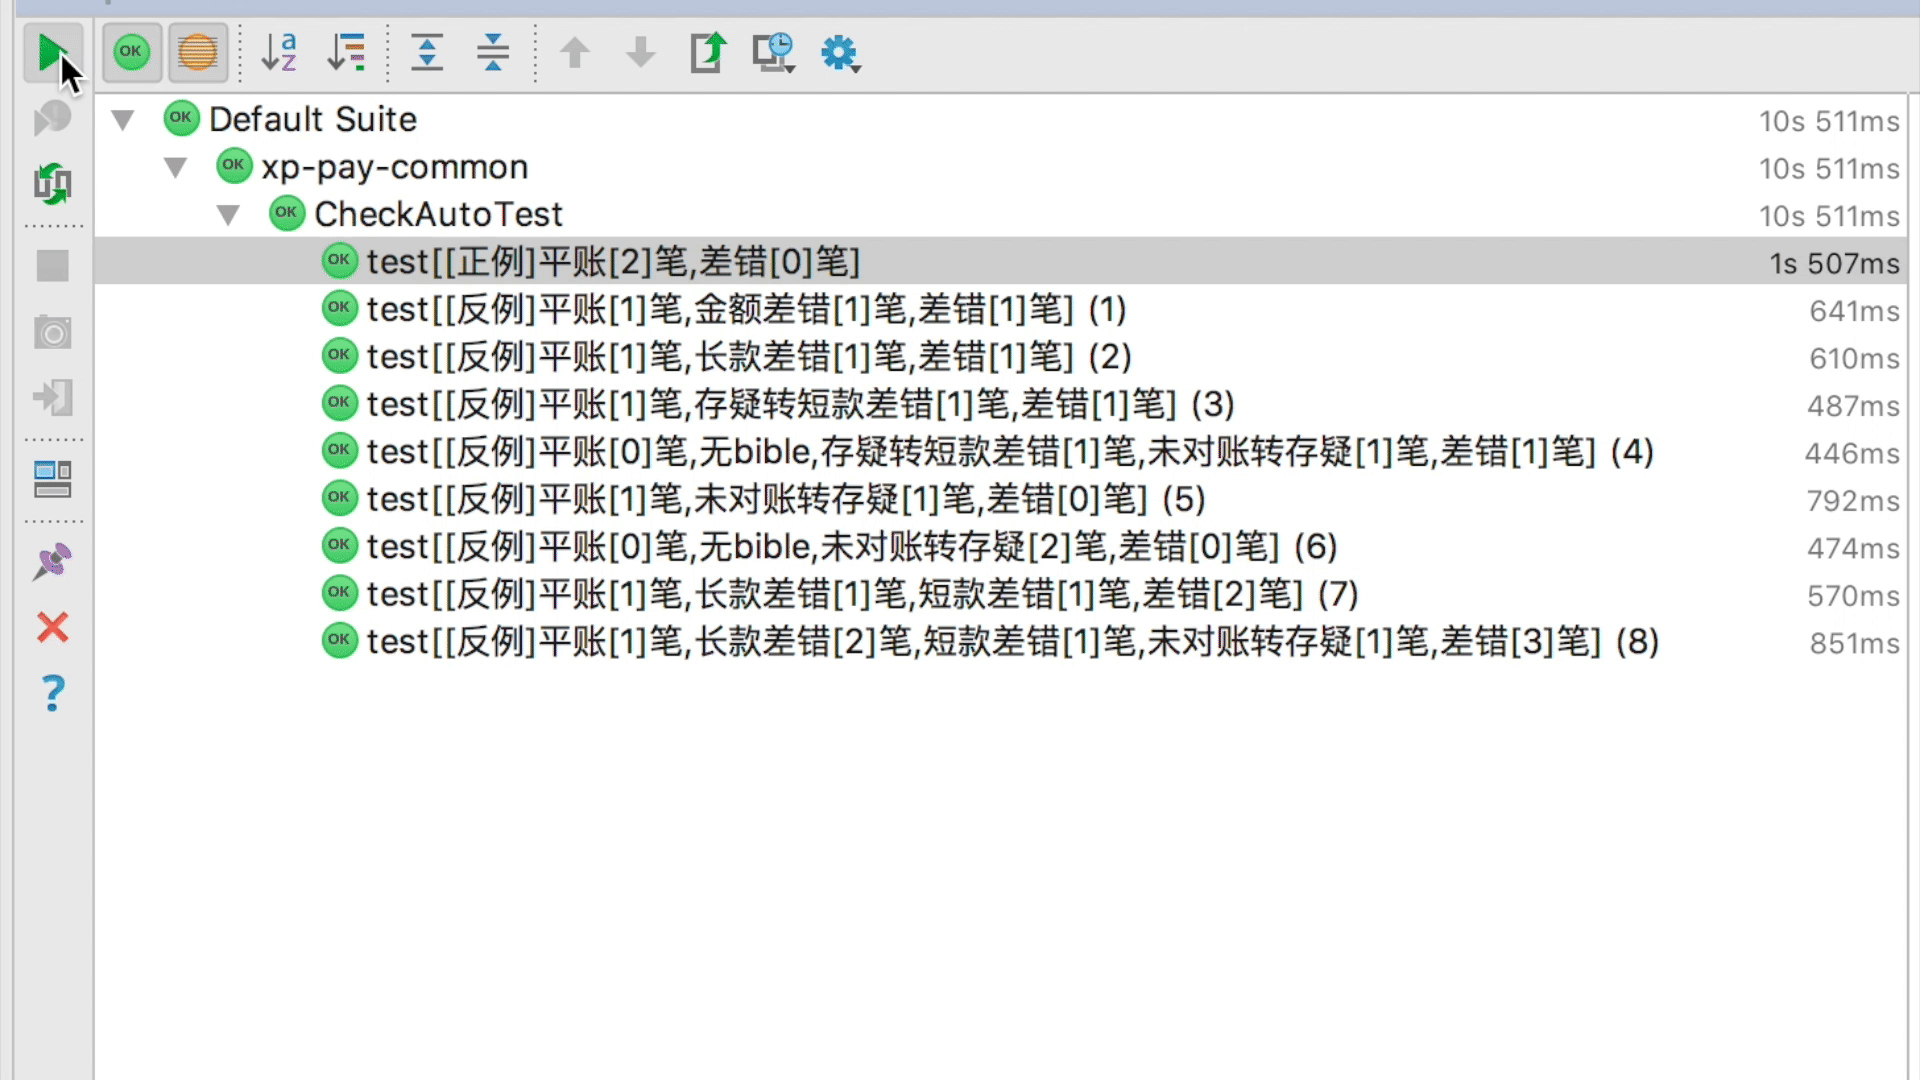 OK
a
z
OK Default Suite 10s 511ms
OK xp-pay-common 10s 511ms
OK CheckAutoTest 10s 511ms
OK test[[正例]平账[2]笔,差错[0]笔] 1s 507ms
OK test[[反例]平账[1]笔,金额差错[1]笔,差错[1]笔] (1) 641ms
OK test[[反例]平账[1]笔,长款差错[1]笔,差错[1]笔] (2) 610ms
OK test[[反例]平账[1]笔,存疑转短款差错[1]笔,差错[1]笔] (3) 487ms
OK test[[反例]平账[0]笔,无bible,存疑转短款差错[1]笔,未对账转存疑[1]笔,差错[1]笔] (4) 446ms
OK test[[反例]平账[1]笔,未对账转存疑[1]笔,差错[0]笔] (5) 792ms
OK test[[反例]平账[0]笔,无bible,未对账转存疑[2]笔,差错[0]笔] (6) 474ms
OK test[[反例]平账[1]笔,长款差错[1]笔,短款差错[1]笔,差错[2]笔] (7) 570ms
OK test[[反例]平账[1]笔,长款差错[2]笔,短款差错[1]笔,未对账转存疑[1]笔,差错[3]笔] (8) 851ms
?